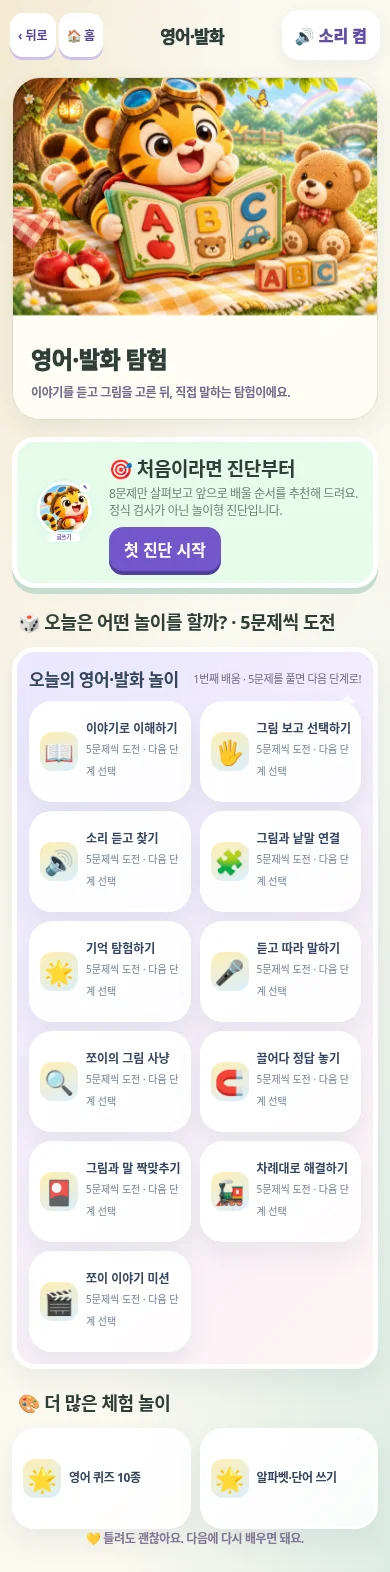 ‹ 뒤로
🏠 홈
영어·발화
🔊 소리 켬
A B C
A B C
영어·발화 탐험
이야기를 듣고 그림을 고른 뒤, 직접 말하는 탐험이에요.
🎯 처음이라면 진단부터
8문제만 살펴보고 앞으로 배울 순서를 추천해 드려요.
정식 검사가 아닌 놀이형 진단입니다.
글쓰기
첫 진단 시작
🎲 오늘은 어떤 놀이를 할까? · 5문제씩 도전
오늘의 영어·발화 놀이
1번째 배움 · 5문제를 풀면 다음 단계로!
이야기로 이해하기
5문제씩 도전 · 다음 단
계 선택
그림 보고 선택하기
5문제씩 도전 · 다음 단
계 선택
소리 듣고 찾기
5문제씩 도전 · 다음 단
계 선택
그림과 낱말 연결
5문제씩 도전 · 다음 단
계 선택
기억 탐험하기
5문제씩 도전 · 다음 단
계 선택
듣고 따라 말하기
5문제씩 도전 · 다음 단
계 선택
쪼이의 그림 사냥
5문제씩 도전 · 다음 단
계 선택
끌어다 정답 놓기
5문제씩 도전 · 다음 단
계 선택
그림과 말 짝맞추기
5문제씩 도전 · 다음 단
계 선택
차례대로 해결하기
5문제씩 도전 · 다음 단
계 선택
쪼이 이야기 미션
5문제씩 도전 · 다음 단
계 선택
🎨 더 많은 체험 놀이
영어 퀴즈 10종
알파벳·단어 쓰기
💛 틀려도 괜찮아요. 다음에 다시 배우면 돼요.